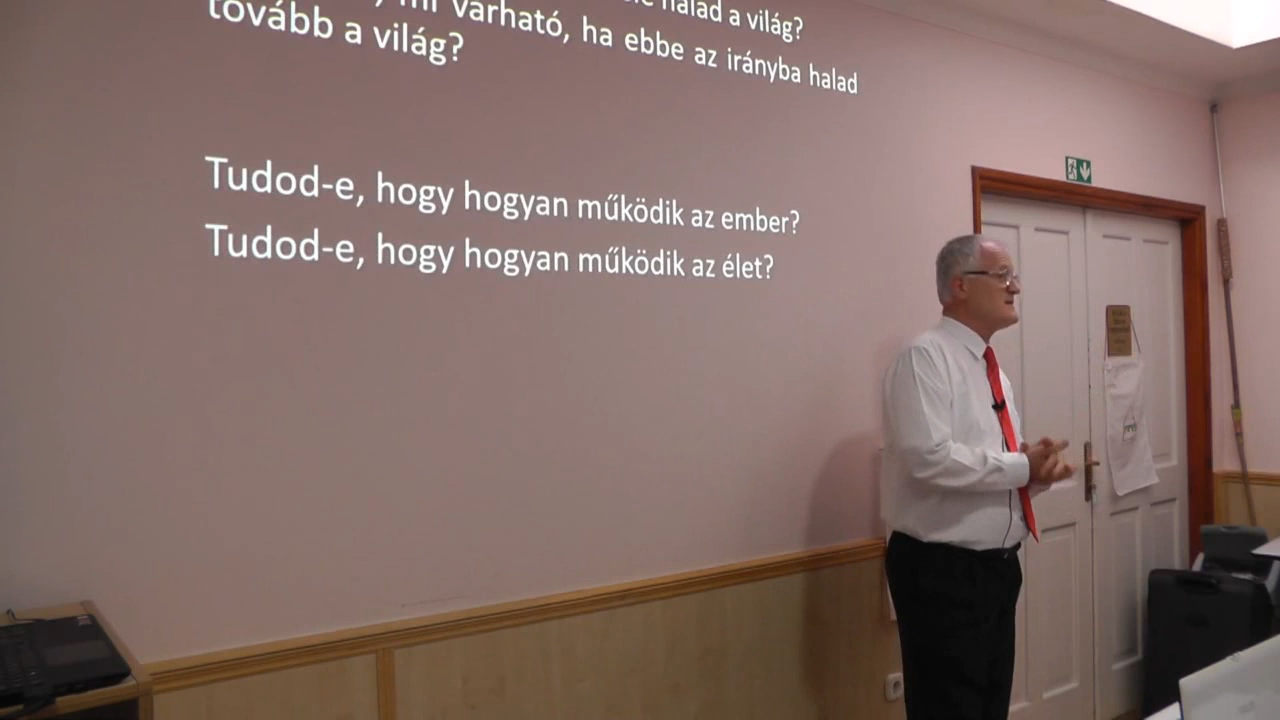 halad a világ?
mi várható, ha ebbe az irányba halad
tovább a világ?
Tudod-e, hogy hogyan működik az ember?
Tudod-e, hogy hogyan működik az élet?